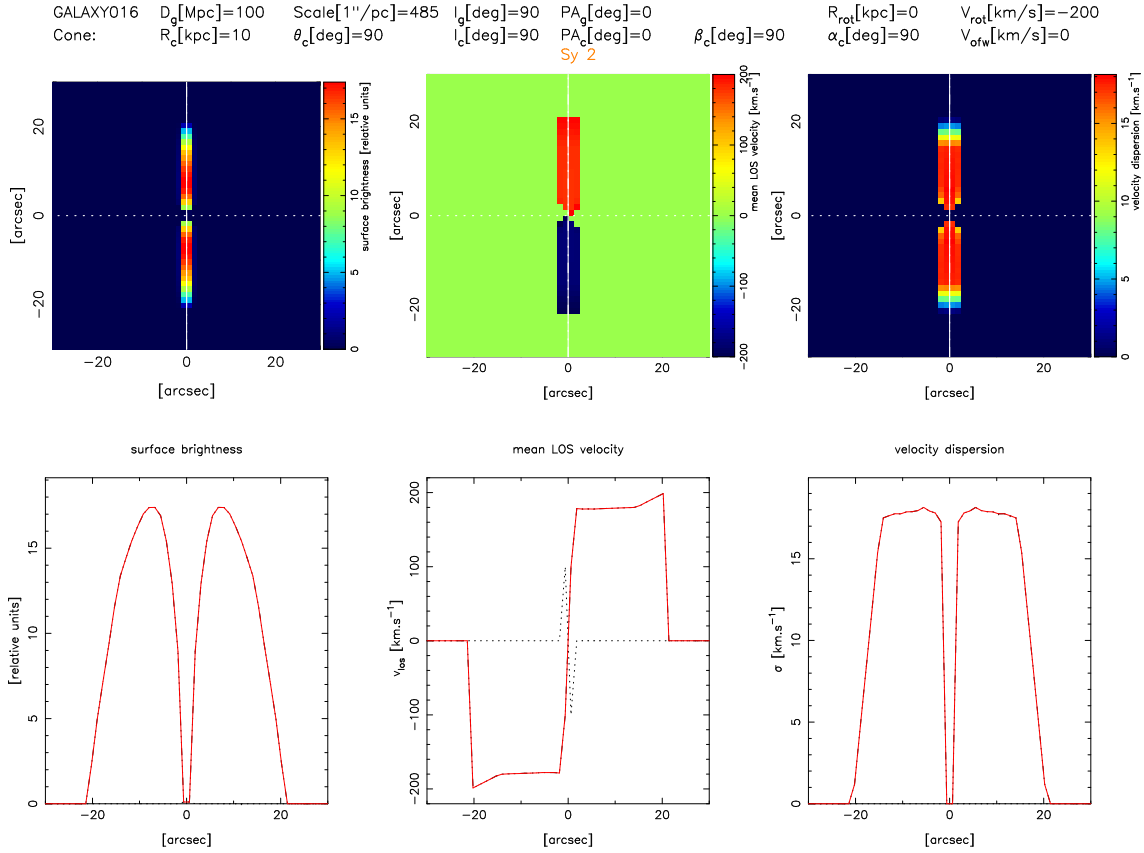 GALAXY016 D_g[Mpc]=100 Scale[1"/pc]=485 I_g[deg]=90 PA_g[deg]=0 R_rot[kpc]=0 V_rot[km/s]=−200
Cone: R_c[kpc]=10 θ_c[deg]=90 I_c[deg]=90 PA_c[deg]=0 β_c[deg]=90 α_c[deg]=90 V_ofw[km/s]=0
Sy 2
[arcsec]
20
0
−20
−20 0 20
[arcsec]
0 5 10 15
surface brightness [relative units]
[arcsec]
20
0
−20
−20 0 20
[arcsec]
−200 −100 0 100 200
mean LOS velocity [km.s⁻¹]
[arcsec]
20
0
−20
−20 0 20
[arcsec]
0 5 10 15
velocity dispersion [km.s⁻¹]
surface brightness
[relative units]
15
10
5
0
−20 0 20
[arcsec]
mean LOS velocity
v_los [km.s⁻¹]
200
100
0
−100
−200
−20 0 20
[arcsec]
velocity dispersion
σ [km.s⁻¹]
15
10
5
0
−20 0 20
[arcsec]